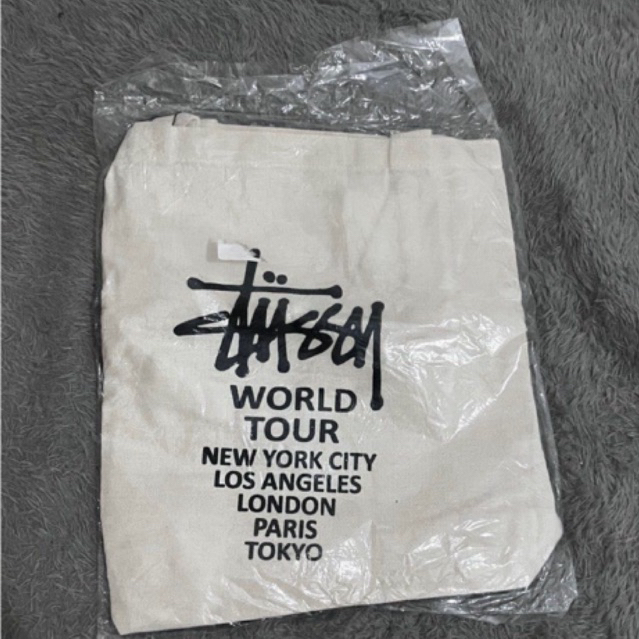 Stüssy
WORLD
TOUR
NEW YORK CITY
LOS ANGELES
LONDON
PARIS
TOKYO